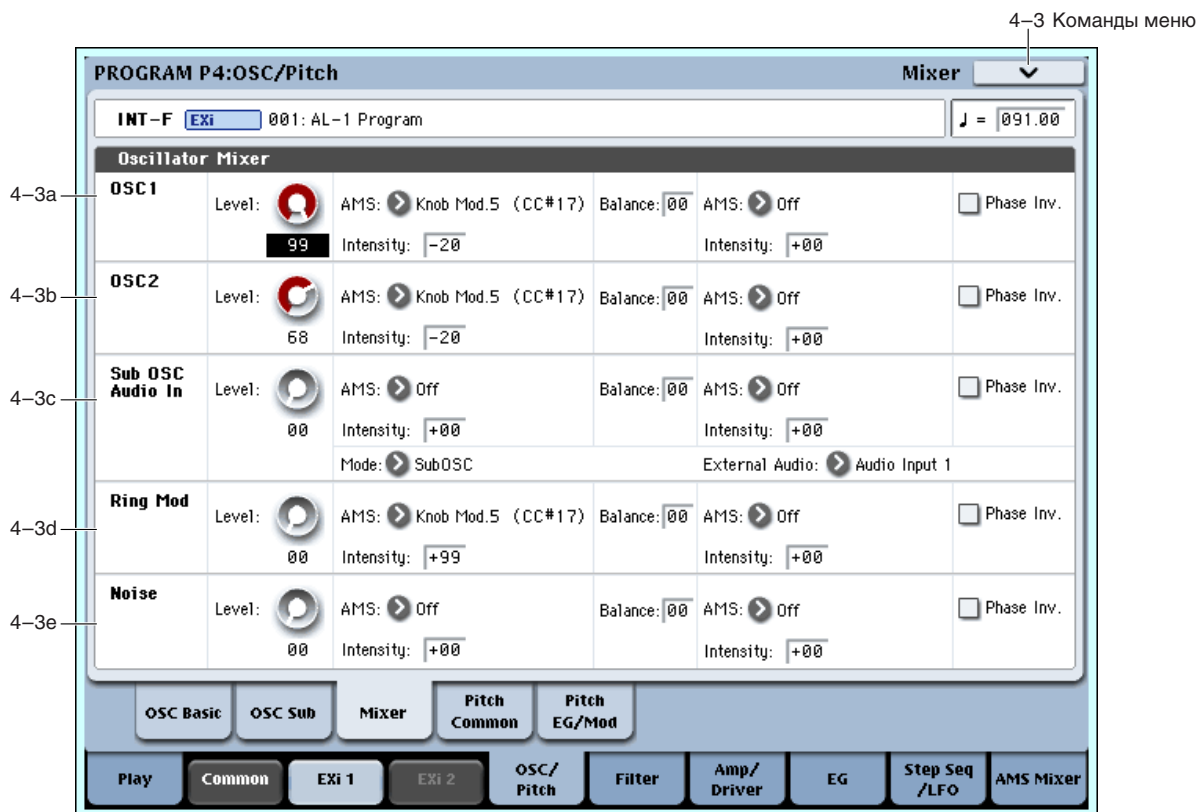 4–3 Команды меню
PROGRAM P4:OSC/Pitch Mixer
INT-F EXi 001: AL-1 Program ♩ = 091.00
Oscillator Mixer
4–3a
OSC1 Level: AMS: Knob Mod.5 (CC#17) Balance: 00 AMS: Off Phase Inv.
99 Intensity: -20 Intensity: +00
4–3b
OSC2 Level: AMS: Knob Mod.5 (CC#17) Balance: 00 AMS: Off Phase Inv.
68 Intensity: -20 Intensity: +00
4–3c
Sub OSC
Audio In Level: AMS: Off Balance: 00 AMS: Off Phase Inv.
00 Intensity: +00 Intensity: +00
Mode: SubOSC External Audio: Audio Input 1
4–3d
Ring Mod Level: AMS: Knob Mod.5 (CC#17) Balance: 00 AMS: Off Phase Inv.
00 Intensity: +99 Intensity: +00
4–3e
Noise Level: AMS: Off Balance: 00 AMS: Off Phase Inv.
00 Intensity: +00 Intensity: +00
OSC Basic OSC Sub Mixer Pitch Common Pitch EG/Mod
Play Common EXi 1 EXi 2 OSC/ Pitch Filter Amp/ Driver EG Step Seq /LFO AMS Mixer